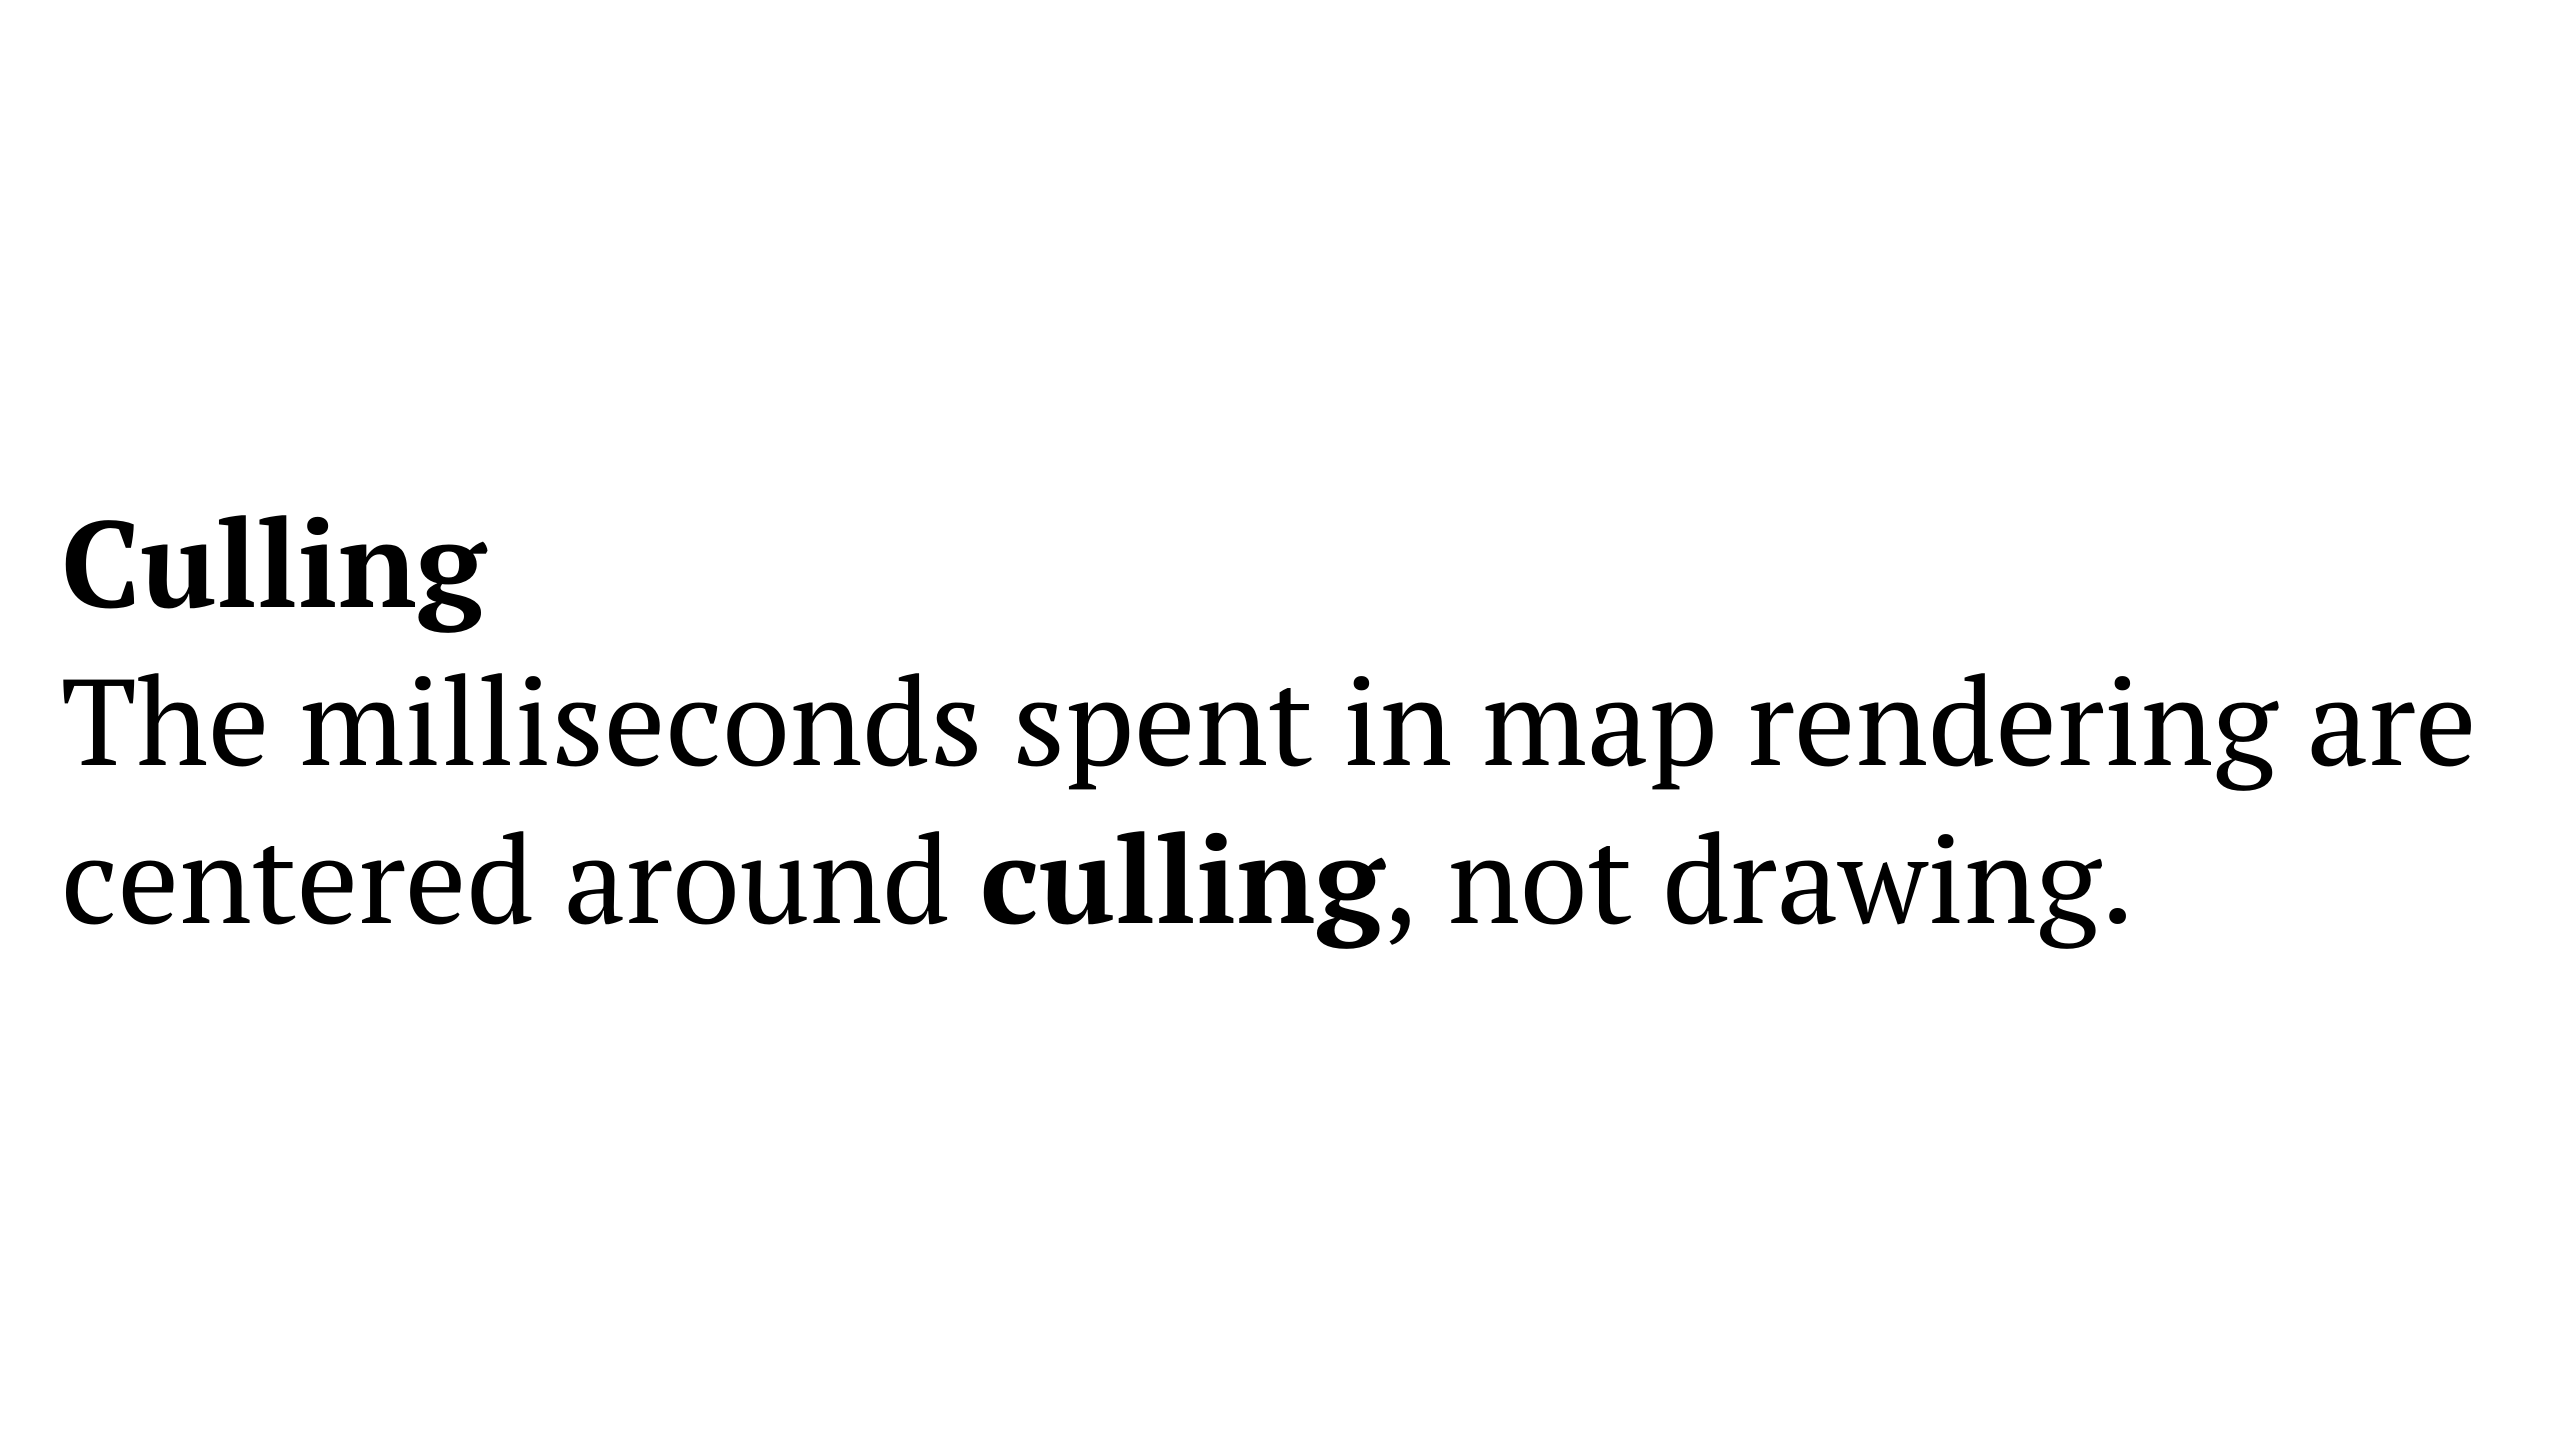 Culling
The milliseconds spent in map rendering are
centered around culling, not drawing.